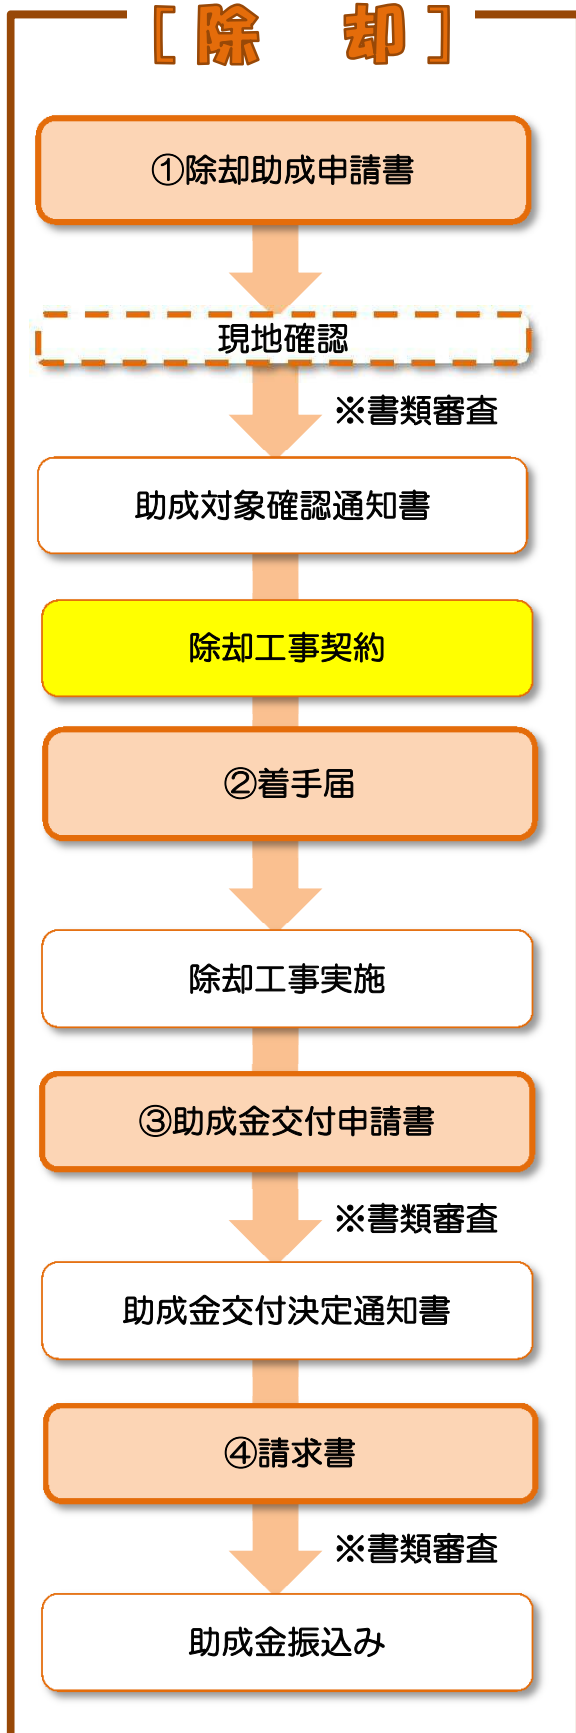 [除 却]
①除却助成申請書
現地確認
※書類審査
助成対象確認通知書
除却工事契約
②着手届
除却工事実施
③助成金交付申請書
※書類審査
助成金交付決定通知書
④請求書
※書類審査
助成金振込み